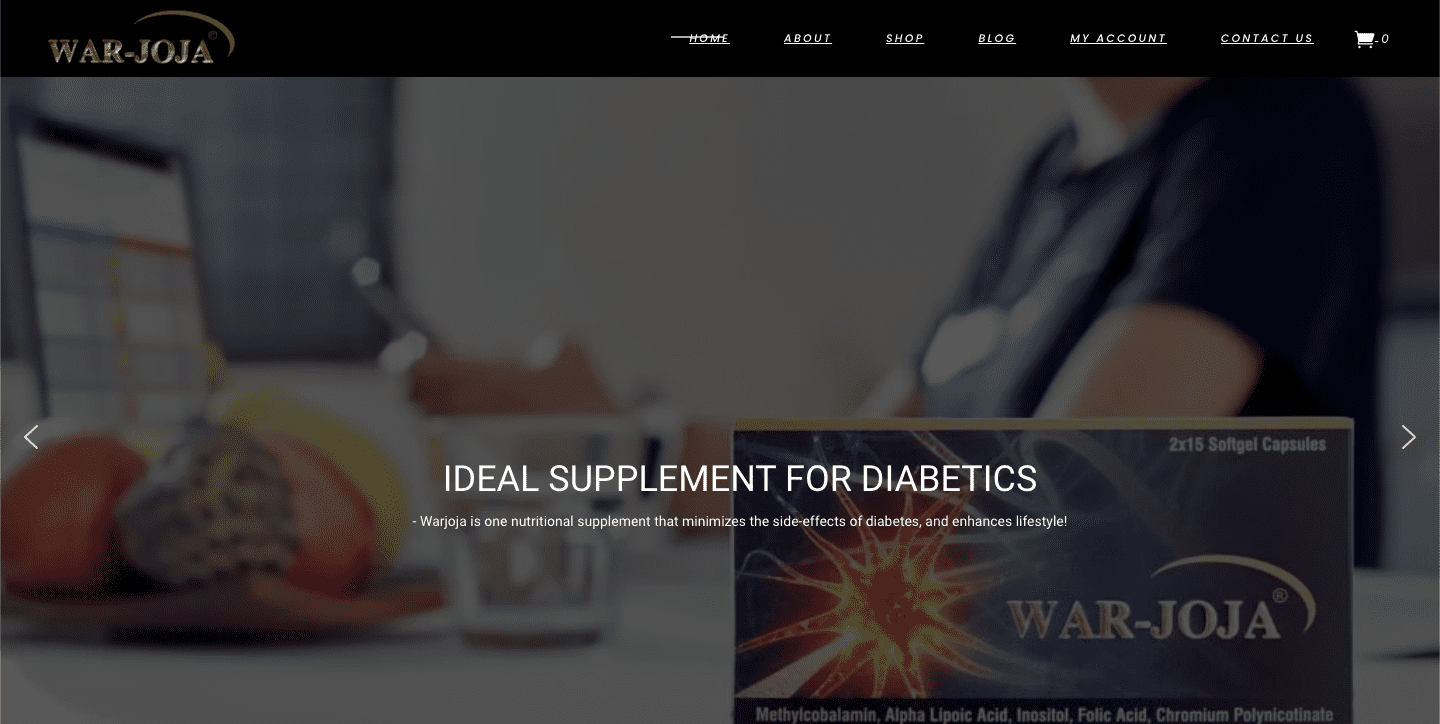 WAR-JOJA ©
HOME ABOUT SHOP BLOG MY ACCOUNT CONTACT US 0
2x15 Softgel Capsules
IDEAL SUPPLEMENT FOR DIABETICS
- Warjoja is one nutritional supplement that minimizes the side-effects of diabetes, and enhances lifestyle!
WAR-JOJA ®
Methylcobalamin, Alpha Lipoic Acid, Inositol, Folic Acid, Chromium Polynicotinate